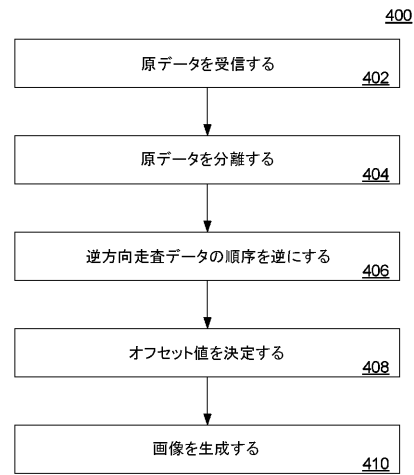 400
原データを受信する
402
原データを分離する
404
逆方向走査データの順序を逆にする
406
オフセット値を決定する
408
画像を生成する
410